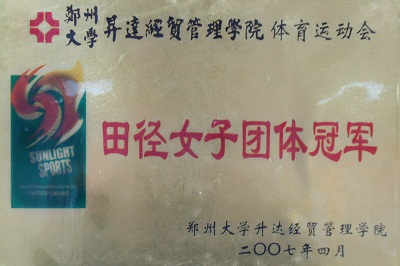 鄭州大學 昇達經貿管理學院 体育运动会
SUNLIGHT
SPORTS
田径女子团体冠军
郑州大学升达经贸管理学院
二〇〇七年四月